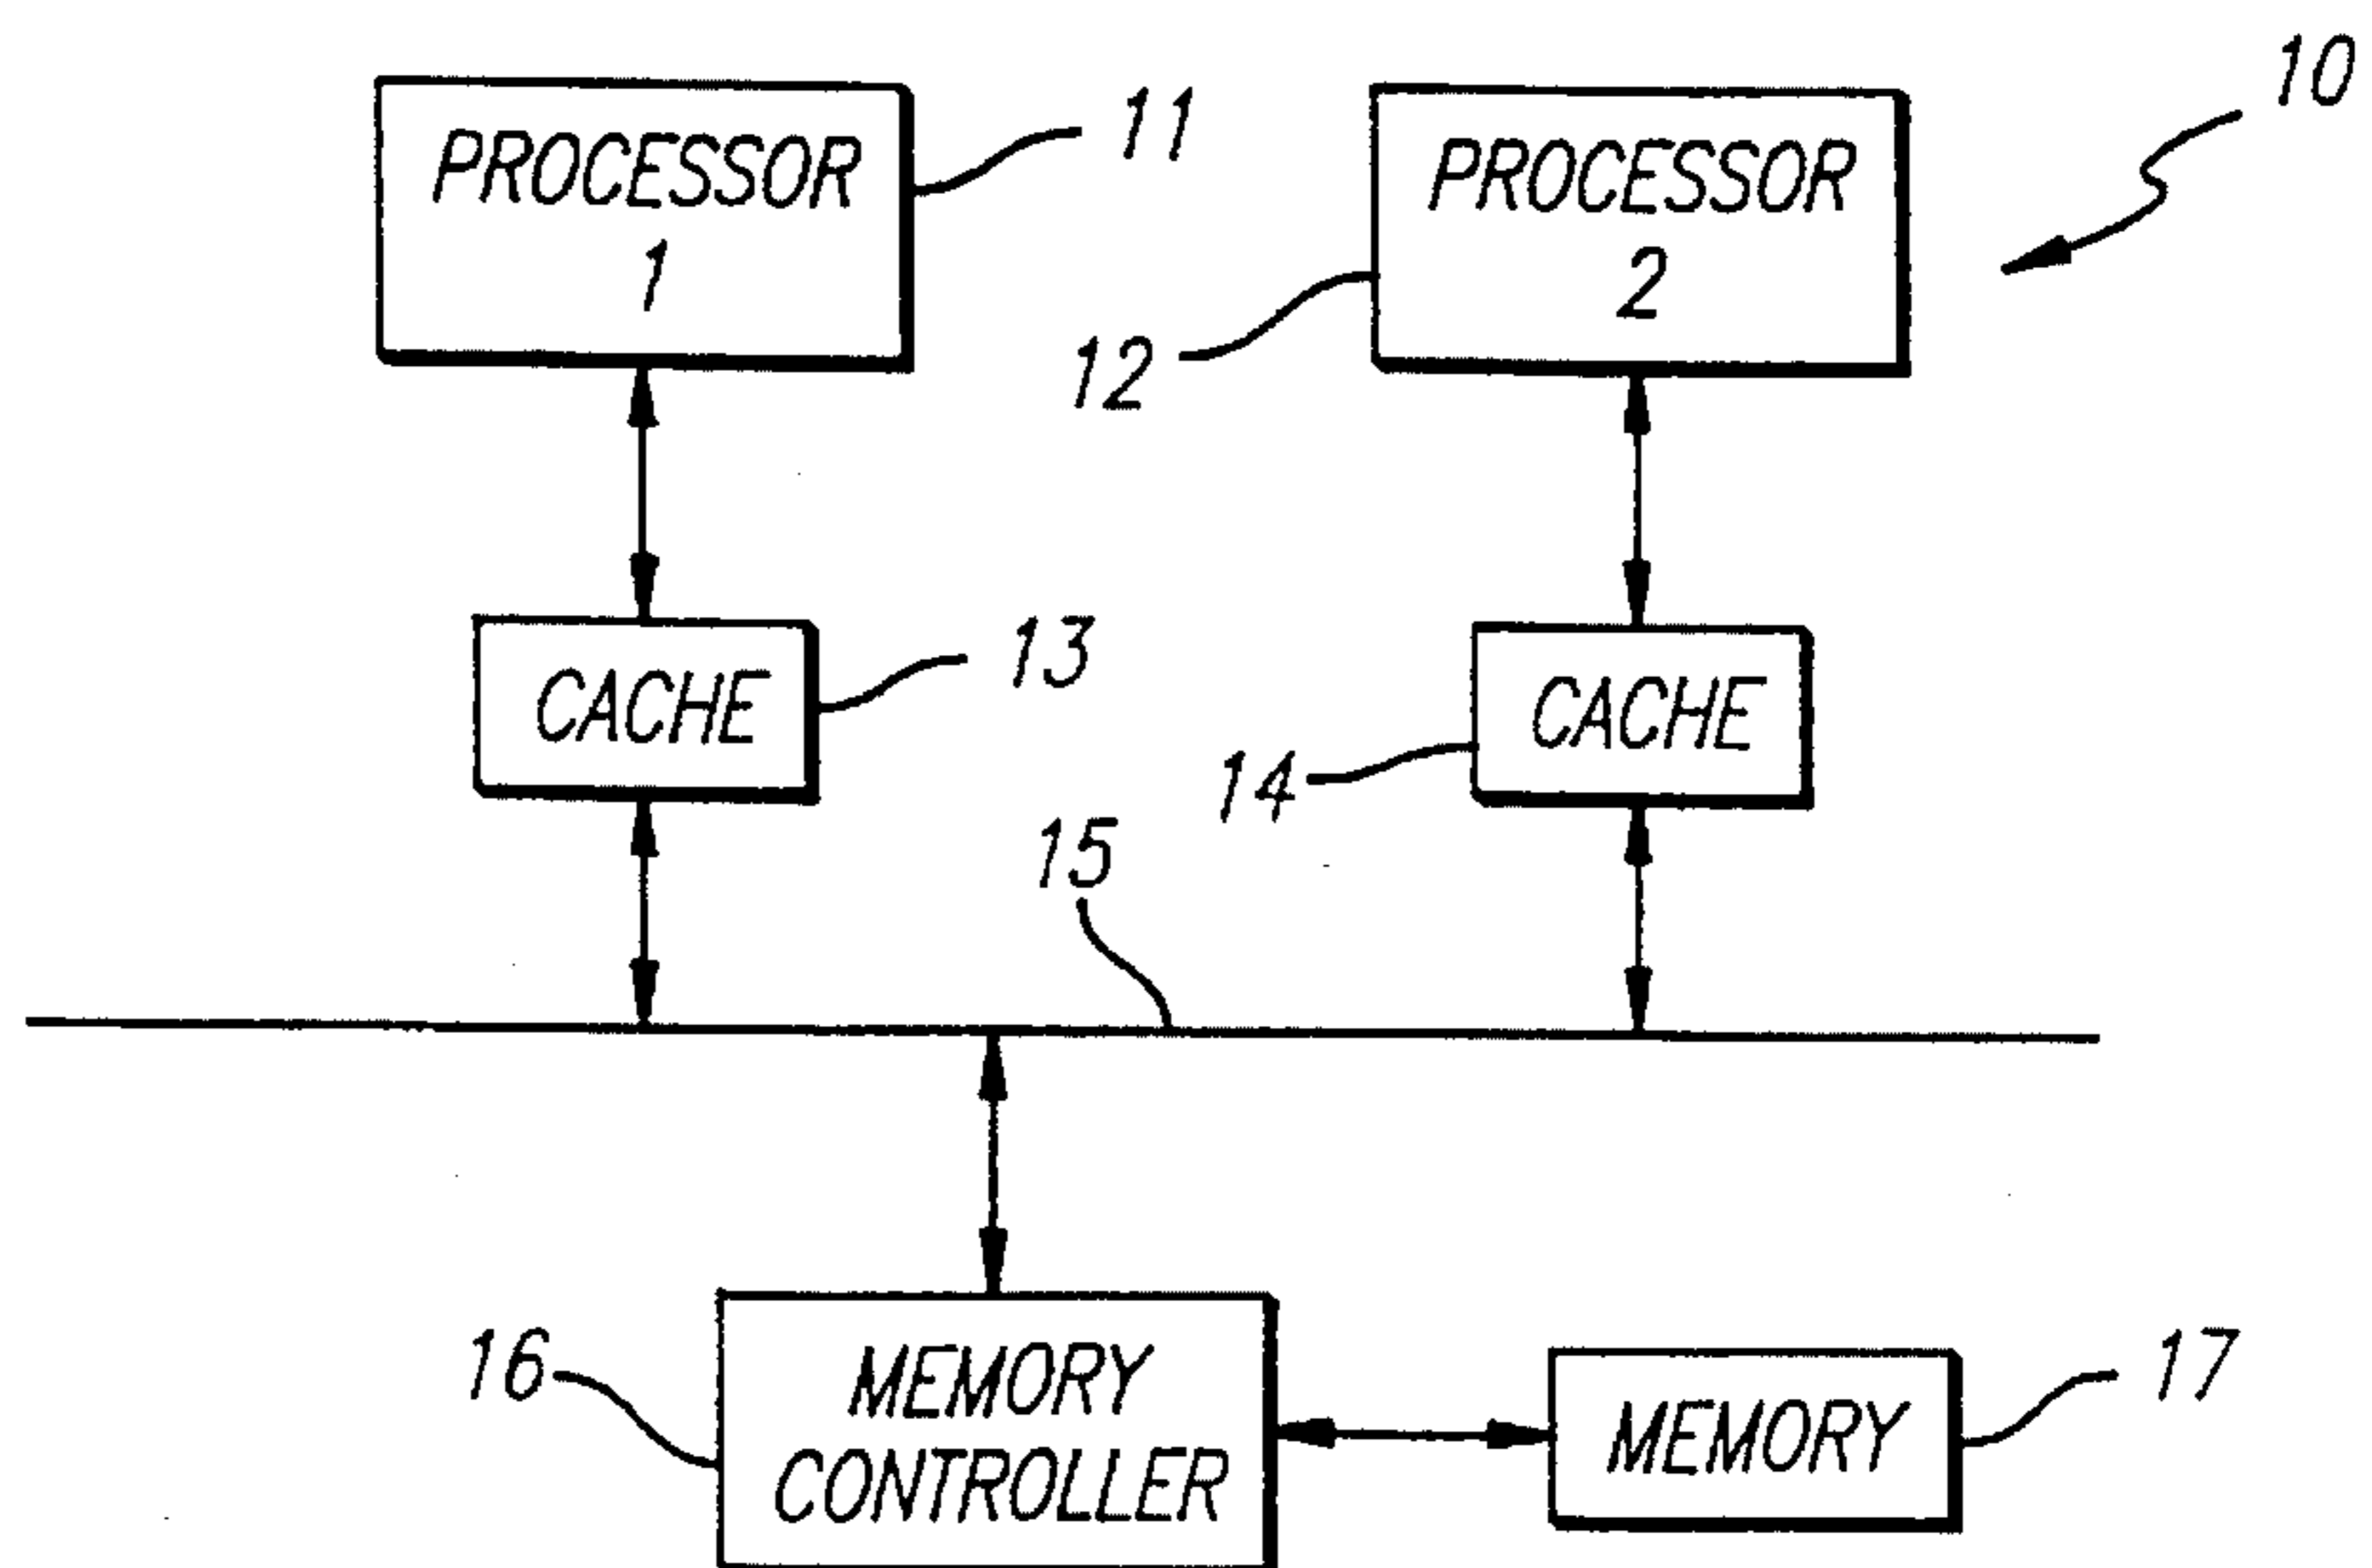 10
PROCESSOR
1
11
PROCESSOR
2
12
CACHE
13
CACHE
14
15
MEMORY
CONTROLLER
16
MEMORY
17